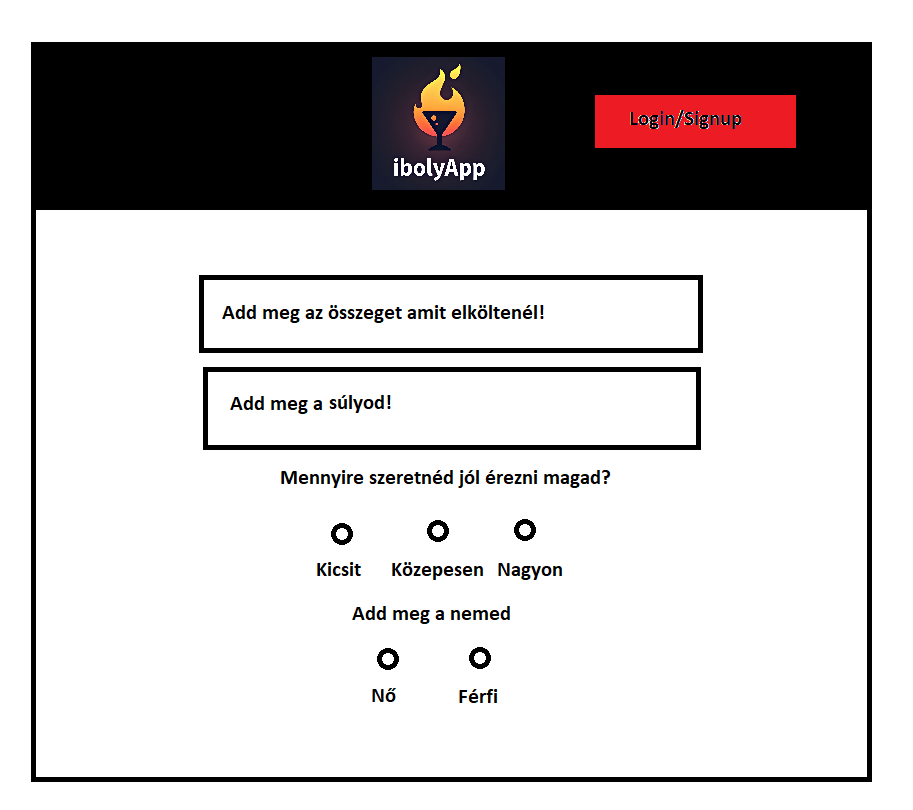 ibolyApp
Login/Signup
Add meg az összeget amit elköltenél!
Add meg a súlyod!
Mennyire szeretnéd jól érezni magad?
Kicsit Közepesen Nagyon
Add meg a nemed
Nő Férfi